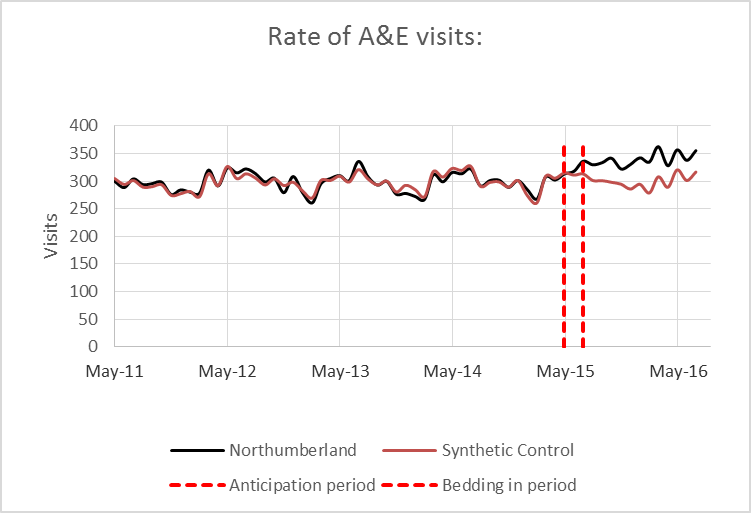 Rate of A&E visits:
400
350
300
250
200
150
100
50
0
Visits
May-11 May-12 May-13 May-14 May-15 May-16
Northumberland Synthetic Control
Anticipation period Bedding in period